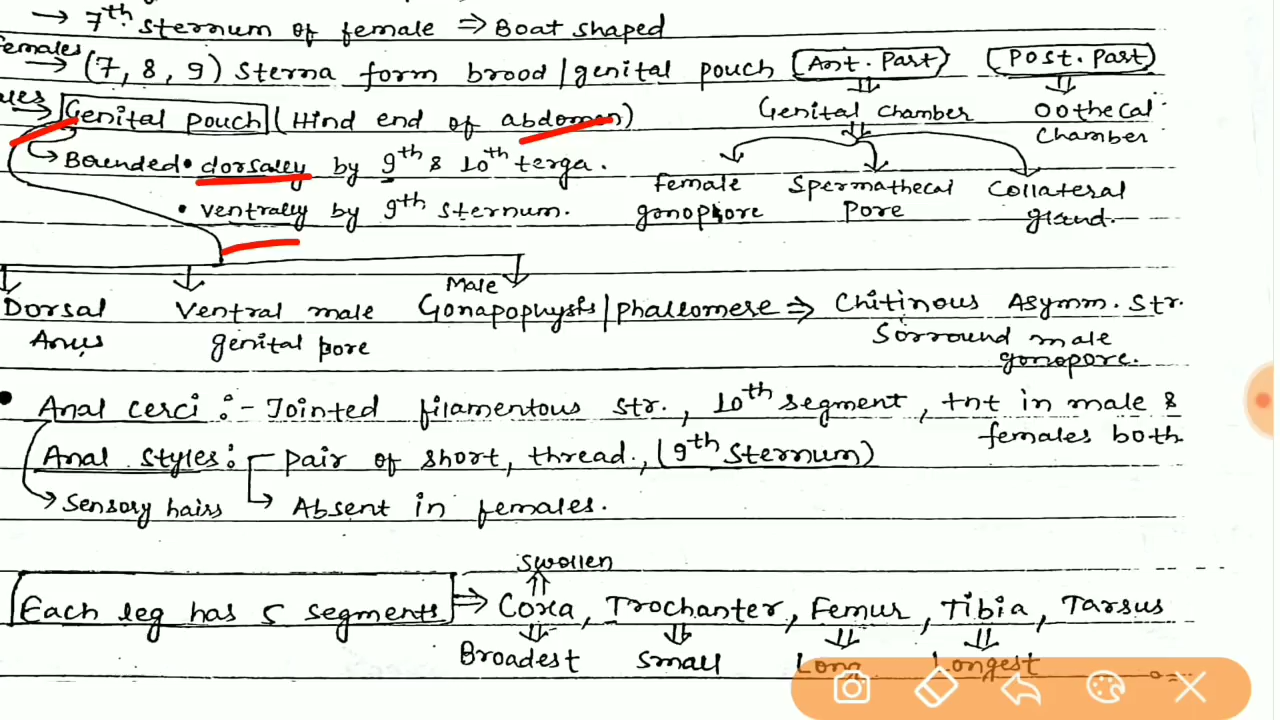 → 7th sternum of female ⇒ Boat shaped
Females → (7, 8, 9) sterna form brood/genital pouch
Ant. Part
Post. Part
Genital chamber
Oothecal chamber
Female gonophore
Spermathecal pore
Collateral gland.
Genital pouch (Hind end of abdomen)
→ Bounded • dorsally by 9th & 10th terga.
• ventrally by 9th sternum.
Dorsal Anus
Ventral male genital pore
Male Gonapophysis/phallomere ⇒ Chitinous Asymm. Str.
Sorround male gonopore.
• Anal cerci :- Jointed filamentous str., 10th segment, +nt in male &
females both
Anal styles: pair of short, thread., (9th sternum)
→ Sensory hairs
→ Absent in females.
Swollen
Each leg has 5 segments ⇒ Coxa, Trochanter, Femur, Tibia, Tarsus
Broadest
small
Long
Longest